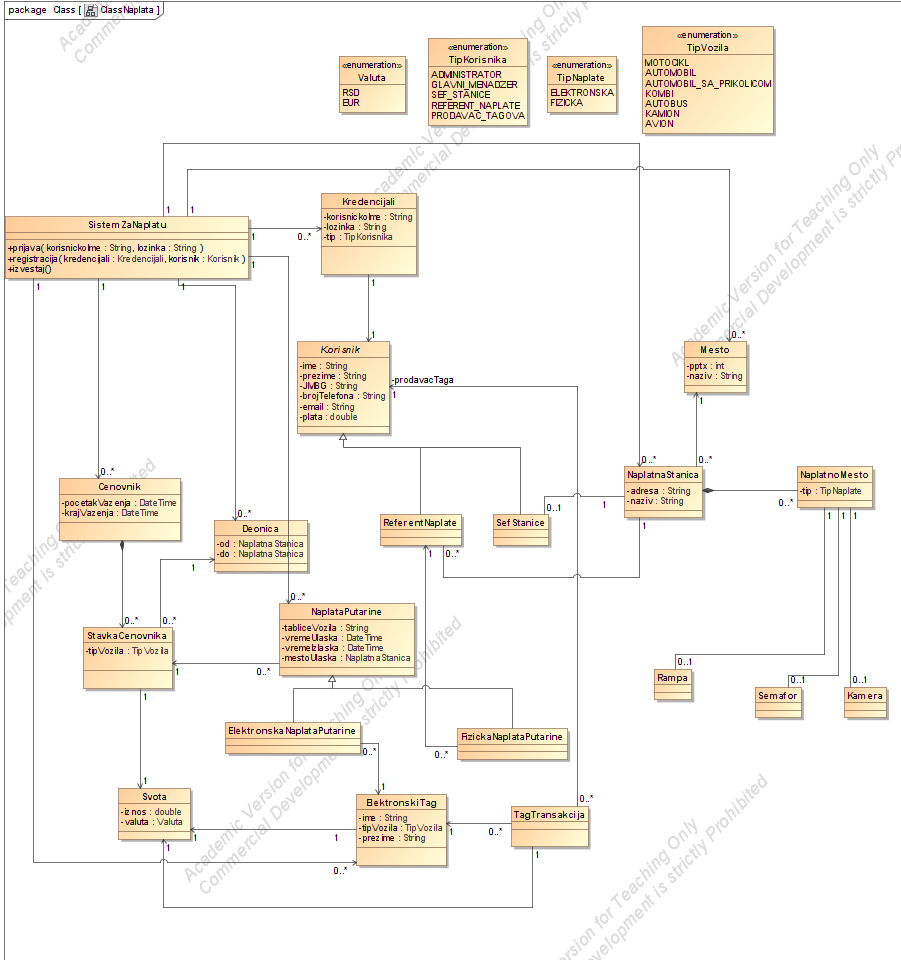 package Class [ ClassNaplata ]
«enumeration»
Valuta
RSD
EUR
«enumeration»
TipKorisnika
ADMINISTRATOR
GLAVNI_MENADZER
SEF_STANICE
REFERENT_NAPLATE
PRODAVAC_TAGOVA
«enumeration»
TipNaplate
ELEKTRONSKA
FIZICKA
«enumeration»
TipVozila
MOTOCIKL
AUTOMOBIL
AUTOMOBIL_SA_PRIKOLICOM
KOMBI
AUTOBUS
KAMION
AVION
SistemZaNaplatu
+prijava( korisnickoIme : String, lozinka : String )
+registracija( kredencijali : Kredencijali, korisnik : Korisnik )
+izvestaj()
1
1
1
1
1
1
1
0..*
Kredencijali
-korisnickoIme : String
-lozinka : String
-tip : TipKorisnika
1
Korisnik
-ime : String
-prezime : String
-JMBG : String
-brojTelefona : String
-email : String
-plata : double
-prodavacTaga
1
0..*
Mesto
-pptx : int
-naziv : String
1
0..*
0..*
NaplatnaStanica
-adresa : String
-naziv : String
1
1
NaplatnoMesto
-tip : TipNaplate
0..*
1
1
1
0..*
Cenovnik
-pocetakVazenja : DateTime
-krajVazenja : DateTime
0..*
Deonica
-od : Naplatna Stanica
-do : Naplatna Stanica
1
ReferentNaplate
1
0..*
SefStanice
0..1
0..*
0..*
StavkaCenovnika
-tipVozila : TipVozila
1
1
0..*
NaplataPutarine
-tabliceVozila : String
-vremeUlaska : DateTime
-vremeIzlaska : DateTime
-mestoUlaska : NaplatnaStanica
0..*
0..1
Rampa
0..1
Semafor
0..1
Kamera
ElektronskaNaplataPutarine
0..*
FizickaNaplataPutarine
0..*
1
Svota
-iznos : double
-valuta : Valuta
1
1
1
ElektronskiTag
-ime : String
-tipVozila : TipVozila
-prezime : String
1
1
0..*
0..*
TagTransakcija
0..*
1
Academic Version for Teaching Only
Commercial Development is strictly Prohibited